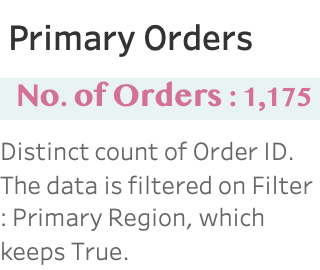 Primary Orders
No. of Orders : 1,175
Distinct count of Order ID.
The data is filtered on Filter
: Primary Region, which
keeps True.